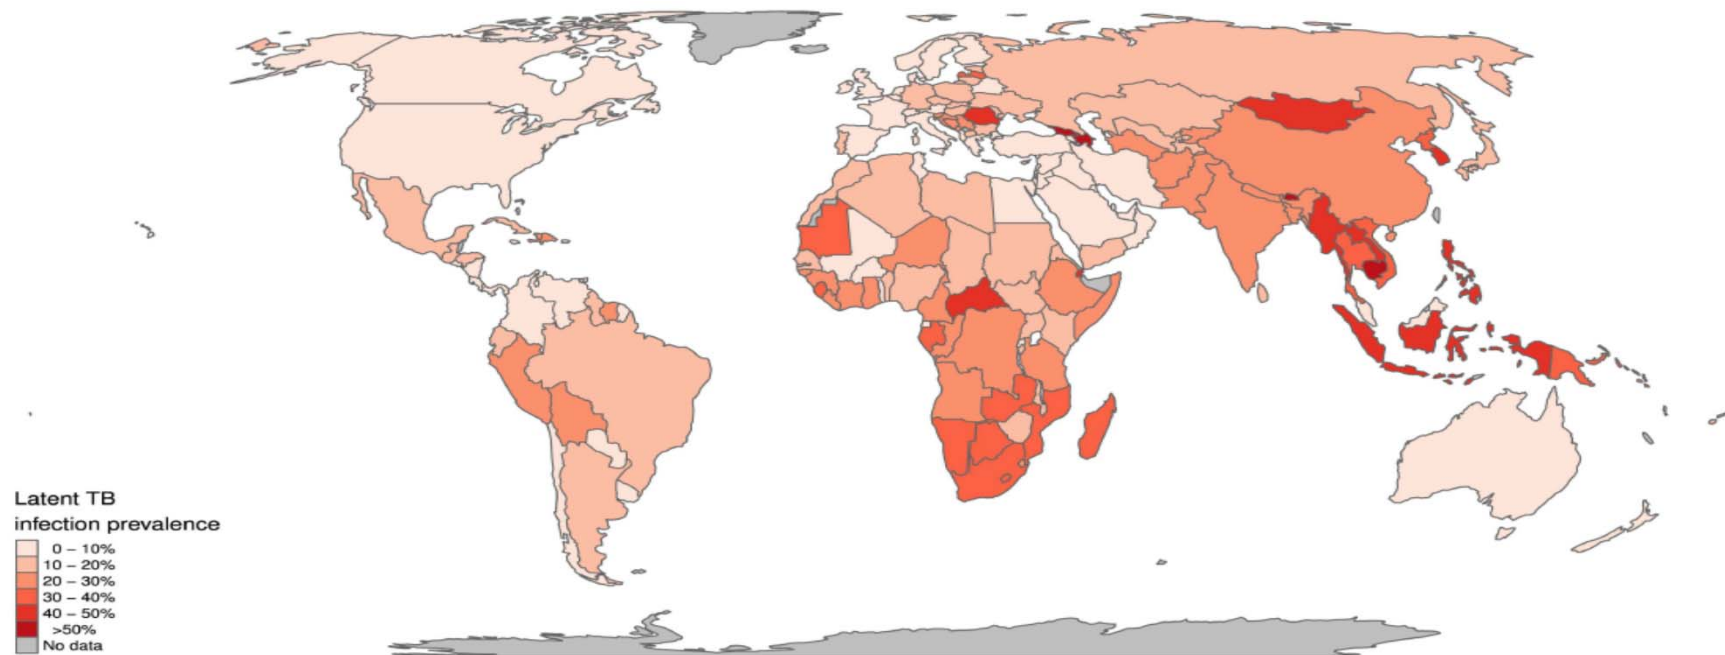 Latent TB
infection prevalence
0 – 10%
10 – 20%
20 – 30%
30 – 40%
40 – 50%
>50%
No data